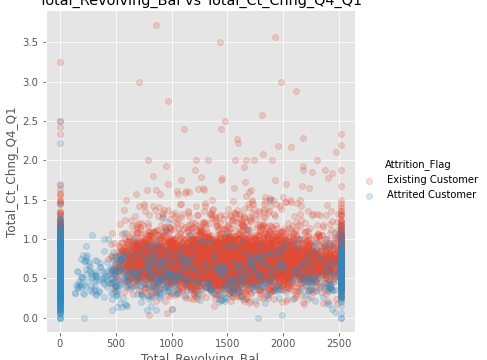 Total_Revolving_Bal vs Total_Ct_Chng_Q4_Q1
3.5
3.0
2.5
2.0
1.5
1.0
0.5
0.0
Total_Ct_Chng_Q4_Q1
0 500 1000 1500 2000 2500
Total_Revolving_Bal
Attrition_Flag
Existing Customer
Attrited Customer